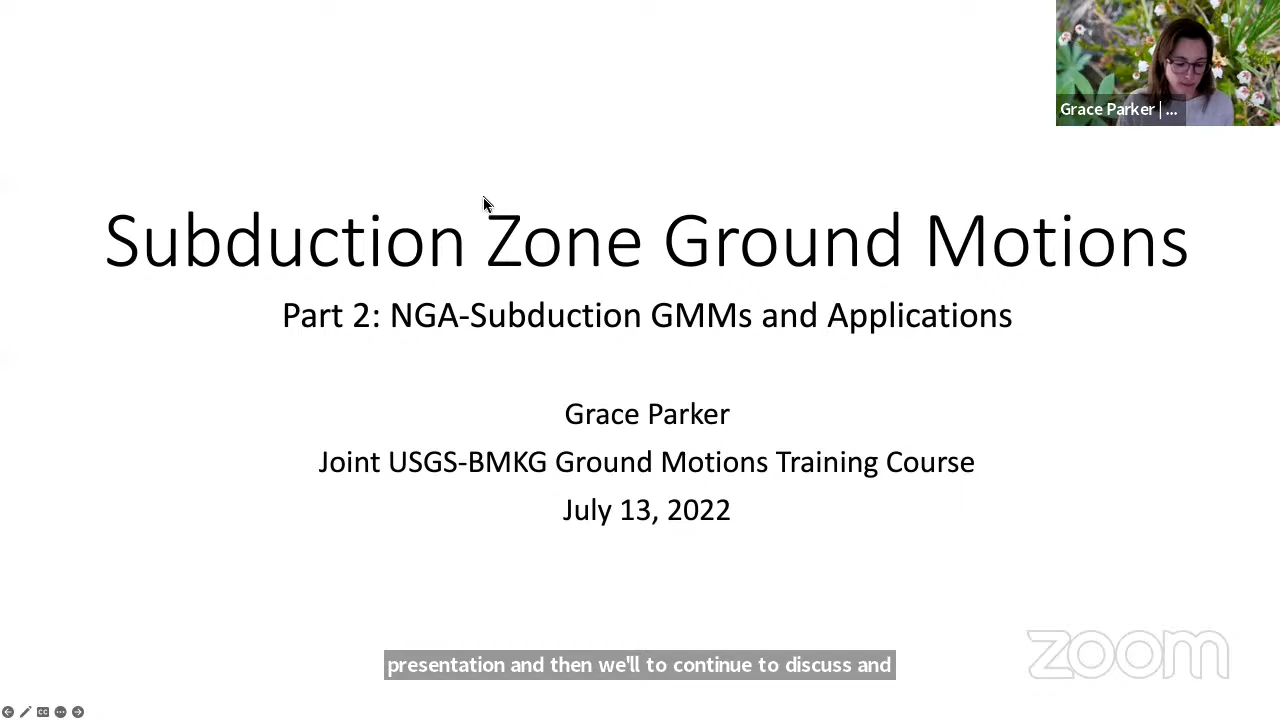 Grace Parker | ...
Subduction Zone Ground Motions
Part 2: NGA-Subduction GMMs and Applications
Grace Parker
Joint USGS-BMKG Ground Motions Training Course
July 13, 2022
zoom
presentation and then we'll to continue to discuss and
CC